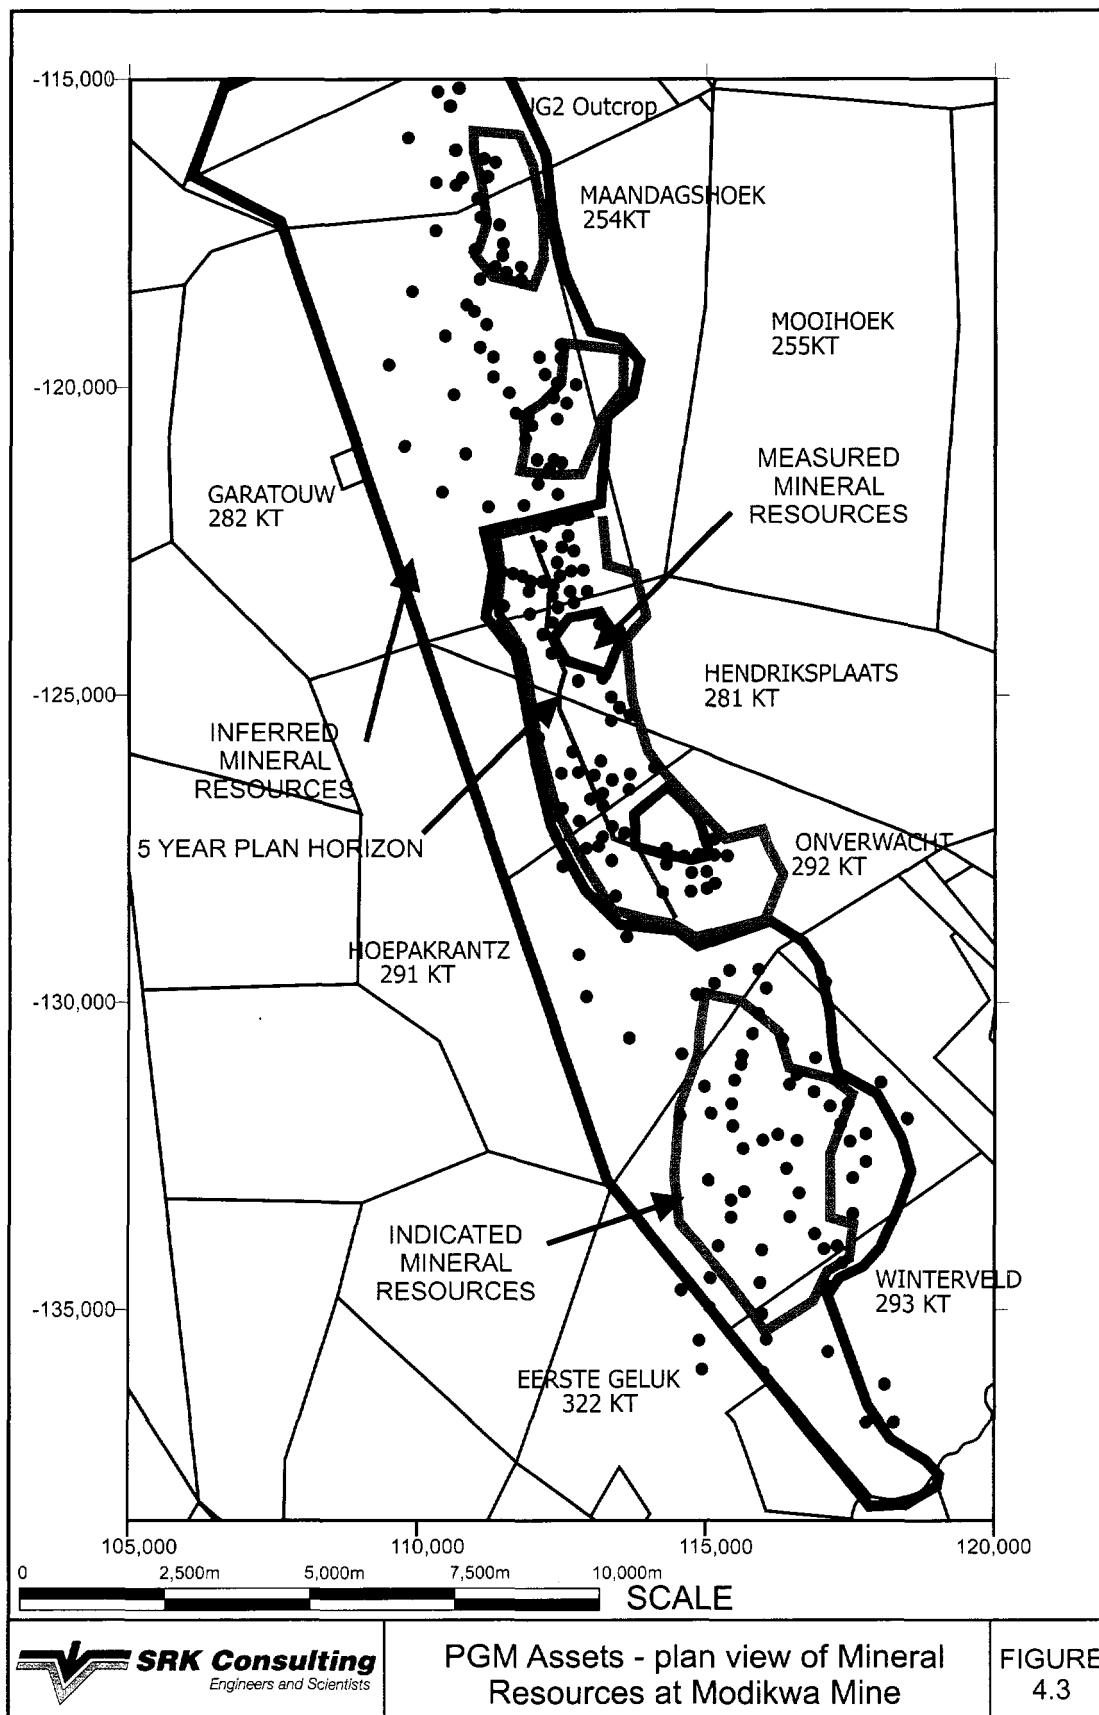 -115,000
JG2 Outcrop
MAANDAGSHOEK
254KT
MOOIHOEK
255KT
-120,000
MEASURED
MINERAL
RESOURCES
GARATOUW
282 KT
HENDRIKSPLAATS
281 KT
-125,000
INFERRED
MINERAL
RESOURCES
5 YEAR PLAN HORIZON
ONVERWACHT
292 KT
HOEPAKRANTZ
291 KT
-130,000
INDICATED
MINERAL
RESOURCES
WINTERVELD
293 KT
-135,000
EERSTE GELUK
322 KT
105,000
110,000
115,000
120,000
0
2,500m
5,000m
7,500m
10,000m
SCALE
SRK Consulting
Engineers and Scientists
PGM Assets - plan view of Mineral
Resources at Modikwa Mine
FIGURE
4.3